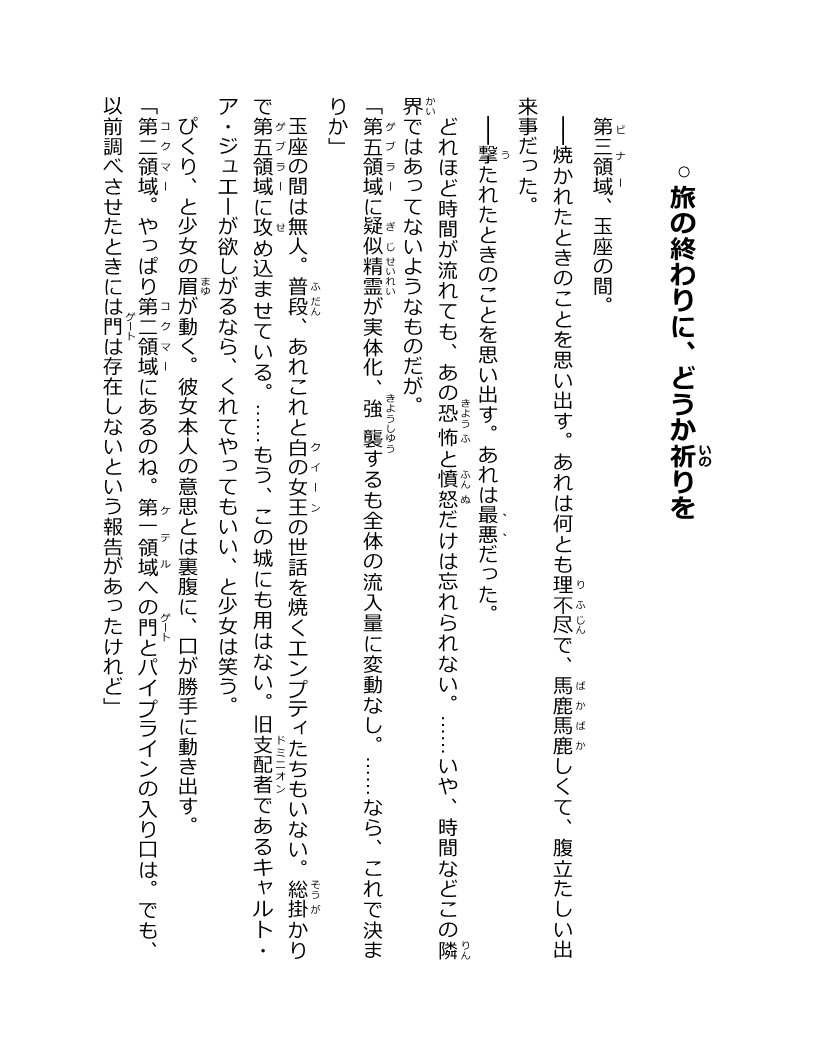 ○旅の終わりに、どうか祈りを
第三領域、玉座の間。
――焼かれたときのことを思い出す。あれは何とも理不尽で、馬鹿馬鹿しくて、腹立たしい出
来事だった。
――撃たれたときのことを思い出す。あれは最悪だった。
どれほど時間が流れても、あの恐怖と憤怒だけは忘れられない。……いや、時間などこの隣
界ではあってないようなものだが。
「第五領域に疑似精霊が実体化、強襲するも全体の流入量に変動なし。……なら、これで決ま
りか」
玉座の間は無人。普段、あれこれと白の女王の世話を焼くエンプティたちもいない。総掛かり
で第五領域に攻め込ませている。……もう、この城にも用はない。旧支配者であるキャルト・
ア・ジュエーが欲しがるなら、くれてやってもいい、と少女は笑う。
ぴくり、と少女の眉が動く。彼女本人の意思とは裏腹に、口が勝手に動き出す。
「第二領域。やっぱり第二領域にあるのね。第一領域への門とパイプラインの入り口は。でも、
以前調べさせたときには門は存在しないという報告があったけれど」